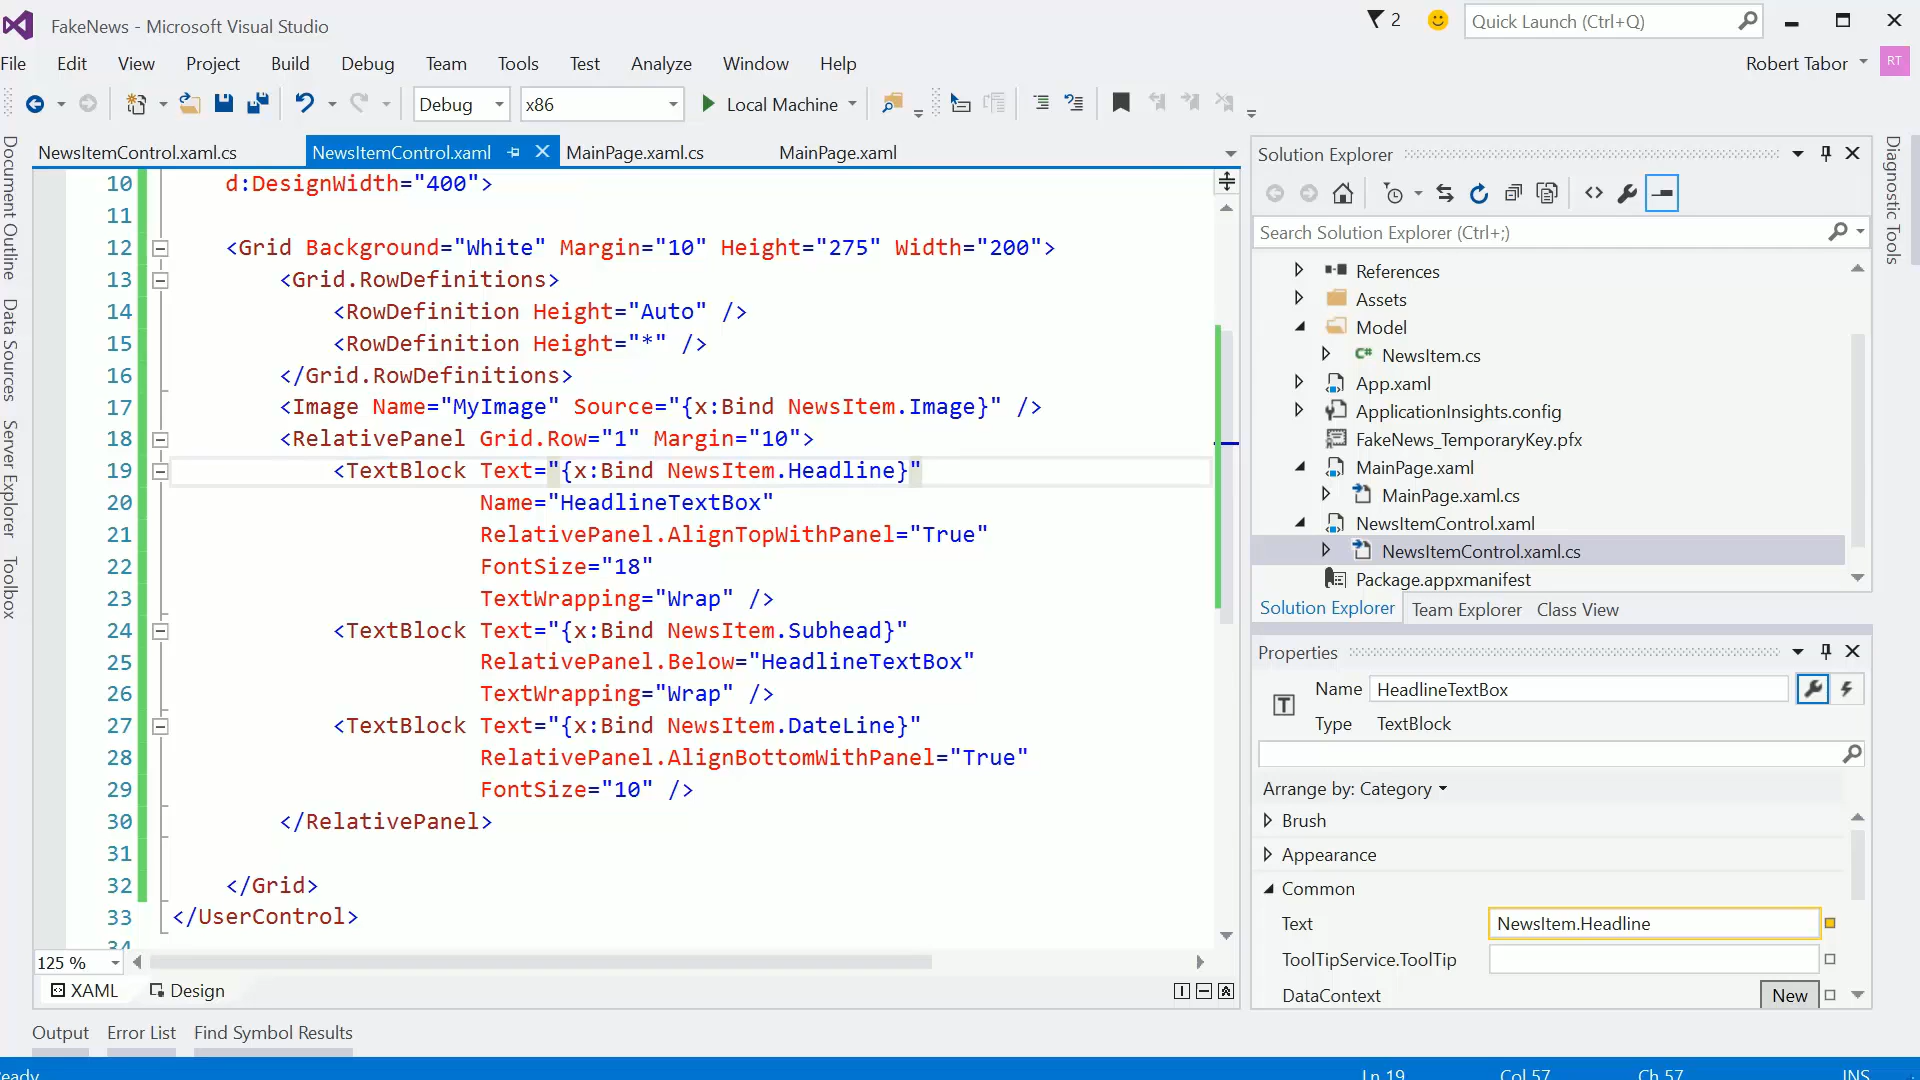 FakeNews - Microsoft Visual Studio
2
Quick Launch (Ctrl+Q)
File Edit View Project Build Debug Team Tools Test Analyze Window Help
Robert Tabor RT
Debug x86 Local Machine
Document Outline
Data Sources
Server Explorer
Toolbox
NewsItemControl.xaml.cs NewsItemControl.xaml MainPage.xaml.cs MainPage.xaml
10 d:DesignWidth="400">
11
12 <Grid Background="White" Margin="10" Height="275" Width="200">
13 <Grid.RowDefinitions>
14 <RowDefinition Height="Auto" />
15 <RowDefinition Height="*" />
16 </Grid.RowDefinitions>
17 <Image Name="MyImage" Source="{x:Bind NewsItem.Image}" />
18 <RelativePanel Grid.Row="1" Margin="10">
19 <TextBlock Text="{x:Bind NewsItem.Headline}"
20 Name="HeadlineTextBox"
21 RelativePanel.AlignTopWithPanel="True"
22 FontSize="18"
23 TextWrapping="Wrap" />
24 <TextBlock Text="{x:Bind NewsItem.Subhead}"
25 RelativePanel.Below="HeadlineTextBox"
26 TextWrapping="Wrap" />
27 <TextBlock Text="{x:Bind NewsItem.DateLine}"
28 RelativePanel.AlignBottomWithPanel="True"
29 FontSize="10" />
30 </RelativePanel>
31
32 </Grid>
33 </UserControl>
34
125 %
XAML Design
Output Error List Find Symbol Results
Solution Explorer
Search Solution Explorer (Ctrl+;)
References
Assets
Model
C# NewsItem.cs
App.xaml
ApplicationInsights.config
FakeNews_TemporaryKey.pfx
MainPage.xaml
MainPage.xaml.cs
NewsItemControl.xaml
NewsItemControl.xaml.cs
Package.appxmanifest
Solution Explorer Team Explorer Class View
Properties
Name HeadlineTextBox
Type TextBlock
Arrange by: Category
Brush
Appearance
Common
Text NewsItem.Headline
ToolTipService.ToolTip
DataContext New
Diagnostic Tools
eady Ln 19 Col 57 Ch 57 INS